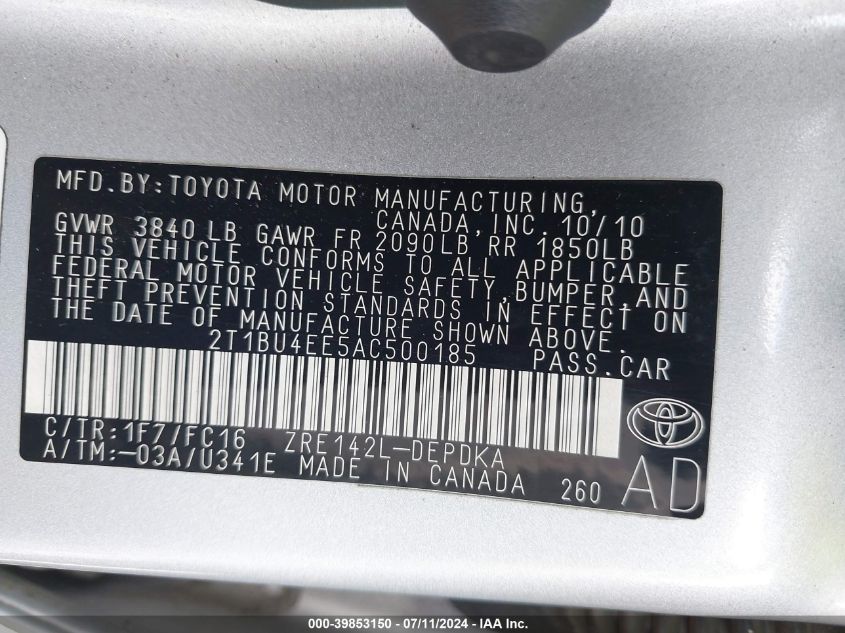 MFD.BY:TOYOTA MOTOR MANUFACTURING,
CANADA,INC. 10/10
GVWR 3840 LB GAWR FR 2090LB RR 1850LB
THIS VEHICLE CONFORMS TO ALL APPLICABLE
FEDERAL MOTOR VEHICLE SAFETY,BUMPER,AND
THEFT PREVENTION STANDARDS IN EFFECT ON
THE DATE OF MANUFACTURE SHOWN ABOVE.
2T1BU4EE5AC500185 PASS.CAR
C/TR:1F7/FC16 ZRE142L-DEPDKA
A/TM:-03A/U341E MADE IN CANADA 260 AD
000-39853150 - 07/11/2024 - IAA Inc.